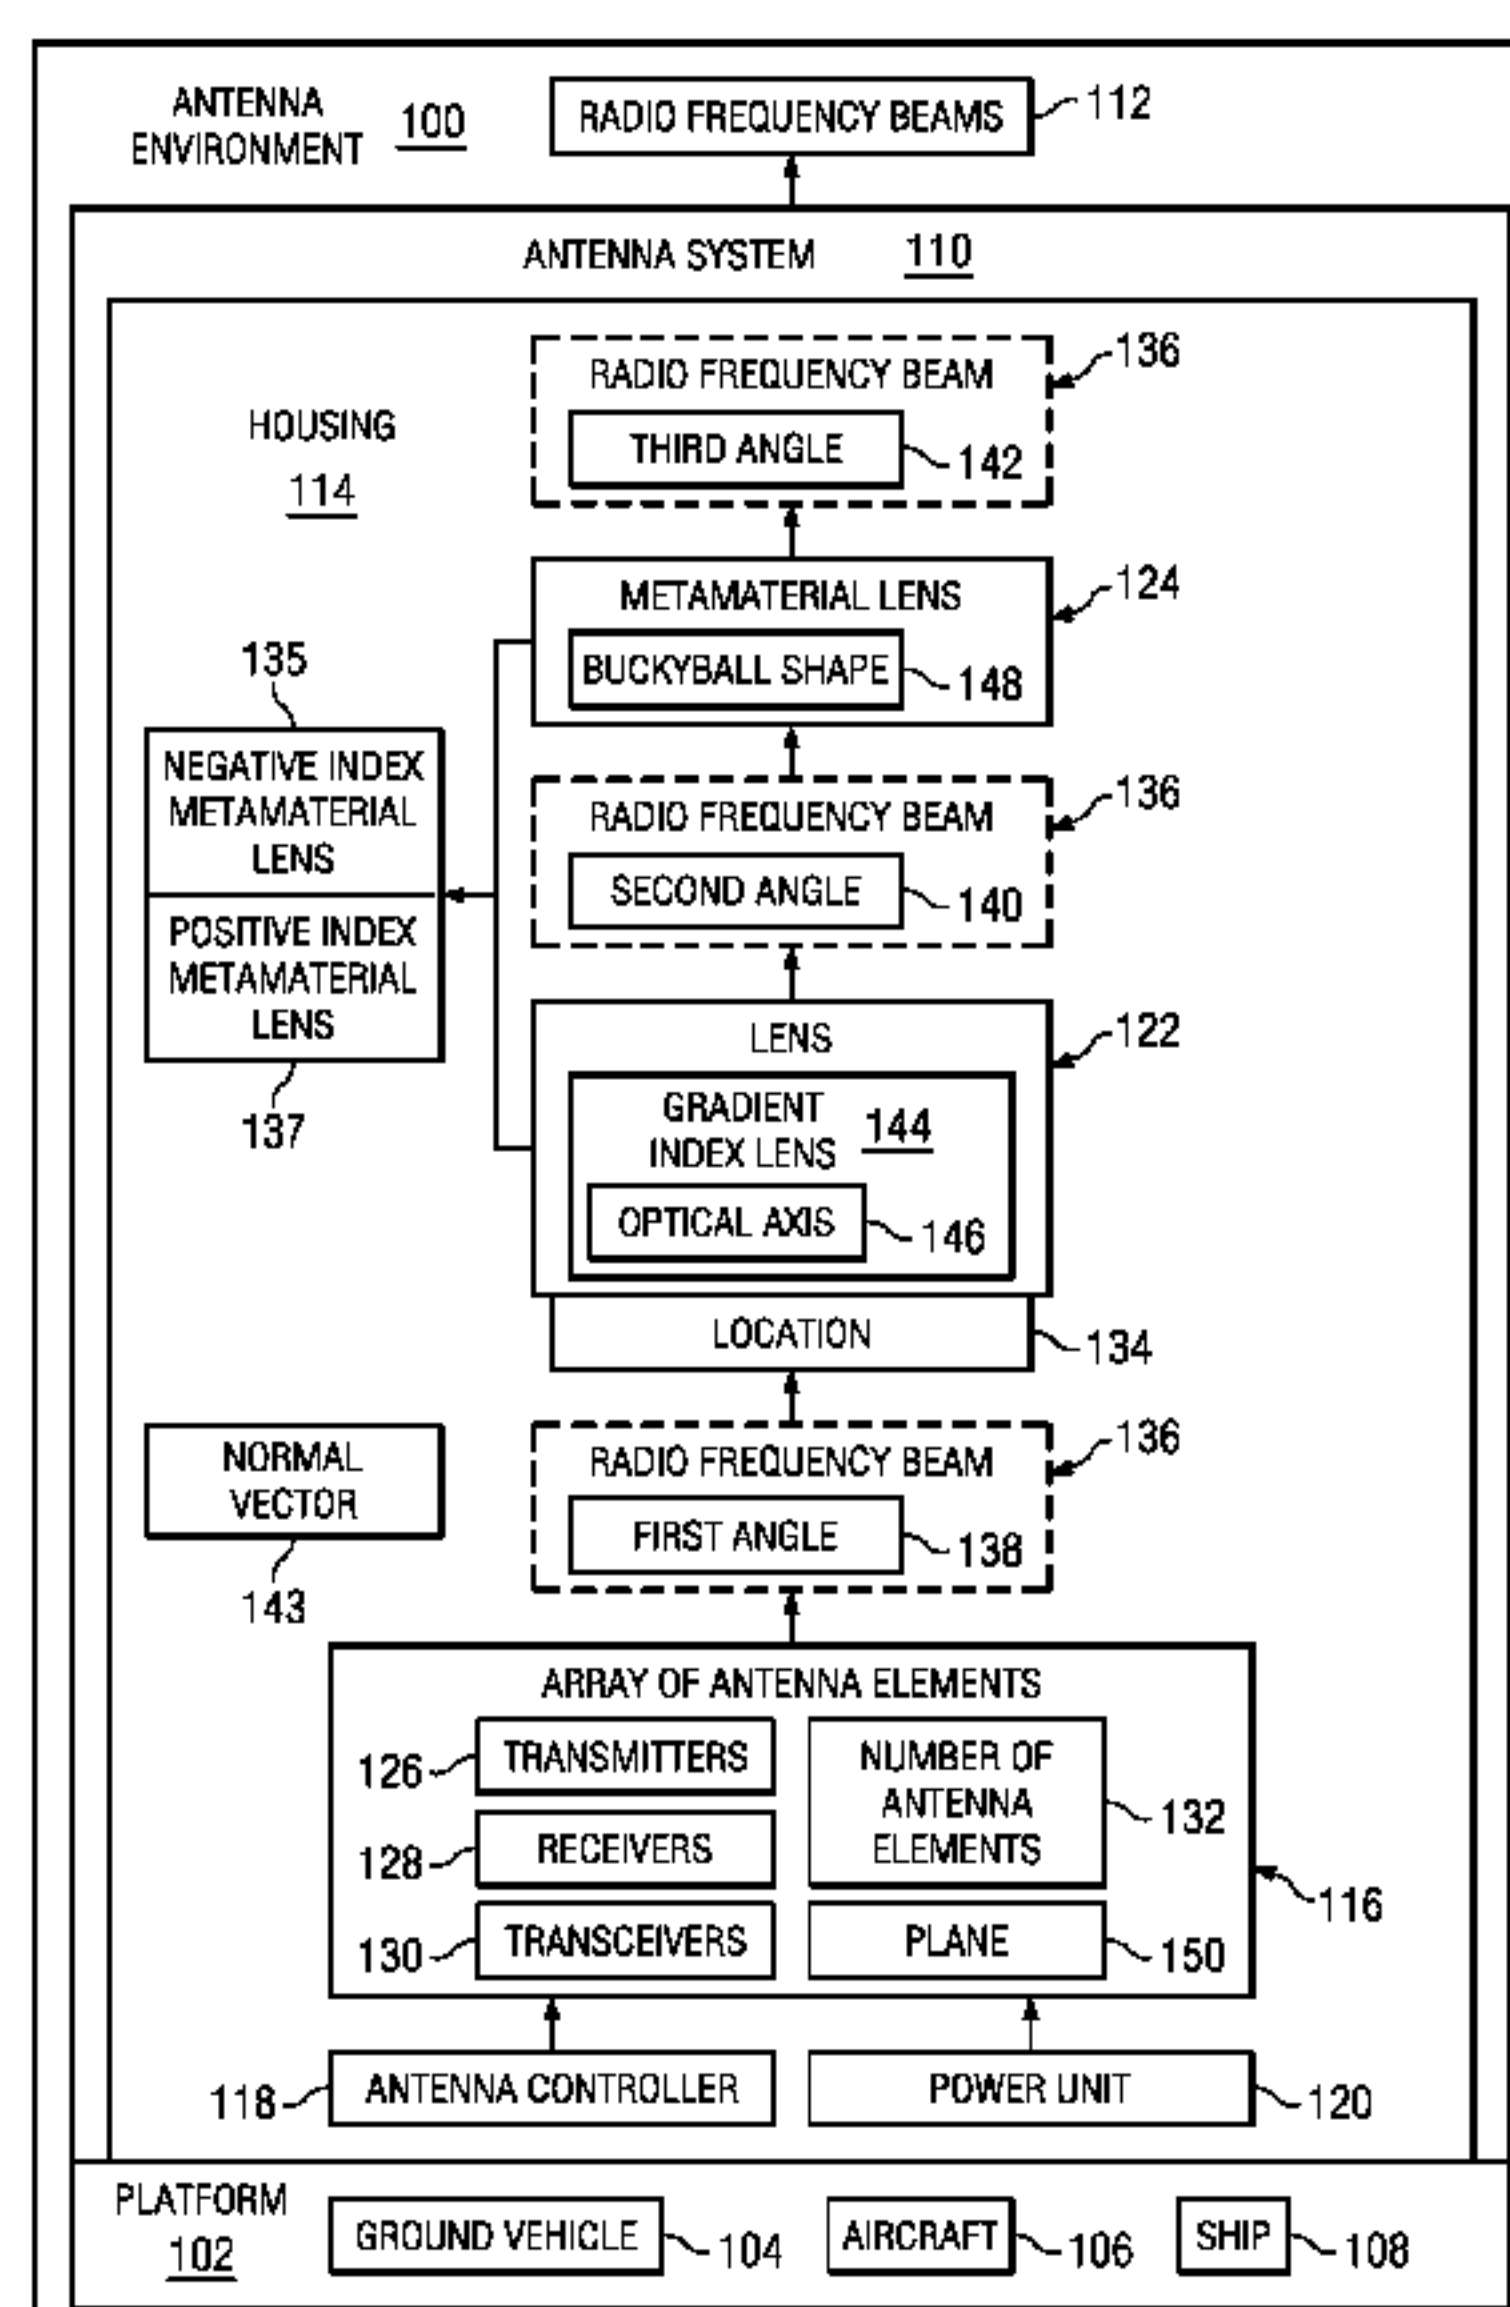 ANTENNA
ENVIRONMENT 100
RADIO FREQUENCY BEAMS 112
ANTENNA SYSTEM 110
HOUSING
114
RADIO FREQUENCY BEAM 136
THIRD ANGLE 142
METAMATERIAL LENS 124
BUCKYBALL SHAPE 148
135
NEGATIVE INDEX
METAMATERIAL
LENS
POSITIVE INDEX
METAMATERIAL
LENS
137
RADIO FREQUENCY BEAM 136
SECOND ANGLE 140
LENS 122
GRADIENT
INDEX LENS 144
OPTICAL AXIS 146
LOCATION 134
NORMAL
VECTOR
143
RADIO FREQUENCY BEAM 136
FIRST ANGLE 138
ARRAY OF ANTENNA ELEMENTS 116
126 TRANSMITTERS
128 RECEIVERS
130 TRANSCEIVERS
NUMBER OF
ANTENNA
ELEMENTS 132
PLANE 150
118 ANTENNA CONTROLLER
POWER UNIT 120
PLATFORM
102
GROUND VEHICLE 104
AIRCRAFT 106
SHIP 108